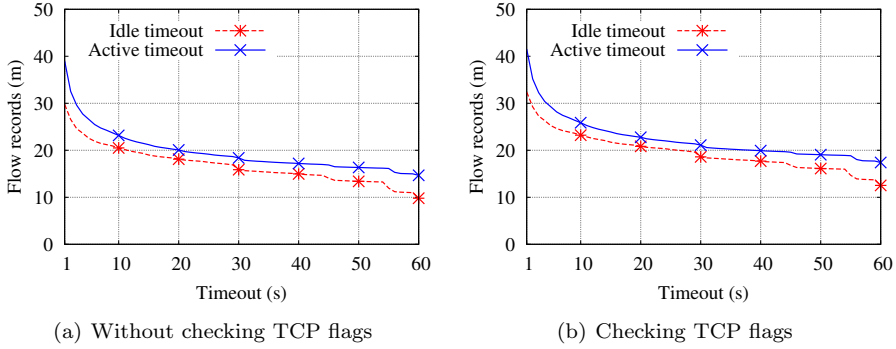 50
40
30
20
10
0
Flow records (m)
Idle timeout
Active timeout
1 10 20 30 40 50 60
Timeout (s)
(a) Without checking TCP flags
50
40
30
20
10
0
Flow records (m)
Idle timeout
Active timeout
1 10 20 30 40 50 60
Timeout (s)
(b) Checking TCP flags